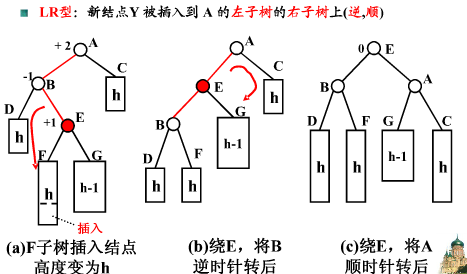 LR型：新结点Y 被插入到 A 的左子树的右子树上(逆,顺)
+ 2 A
-1 B C
D +1 E h
h F G
h h-1
插入
(a)F子树插入结点
高度变为h
A
E C
B G h
D F h-1
h h
(b)绕E，将B
逆时针转后
0 E
B A
D F G C
h h h-1 h
(c)绕E，将A
顺时针转后